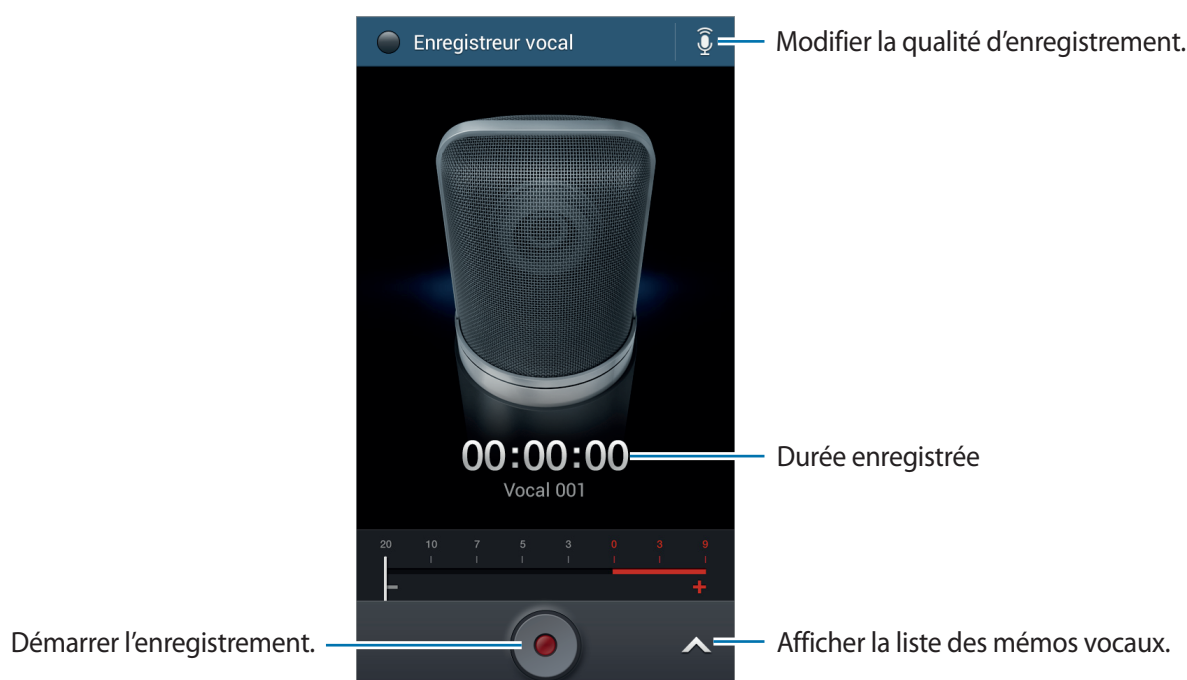 Enregistreur vocal
Modifier la qualité d’enregistrement.
00:00:00
Durée enregistrée
Vocal 001
20 10 7 5 3 0 3 9
− +
Démarrer l’enregistrement.
Afficher la liste des mémos vocaux.